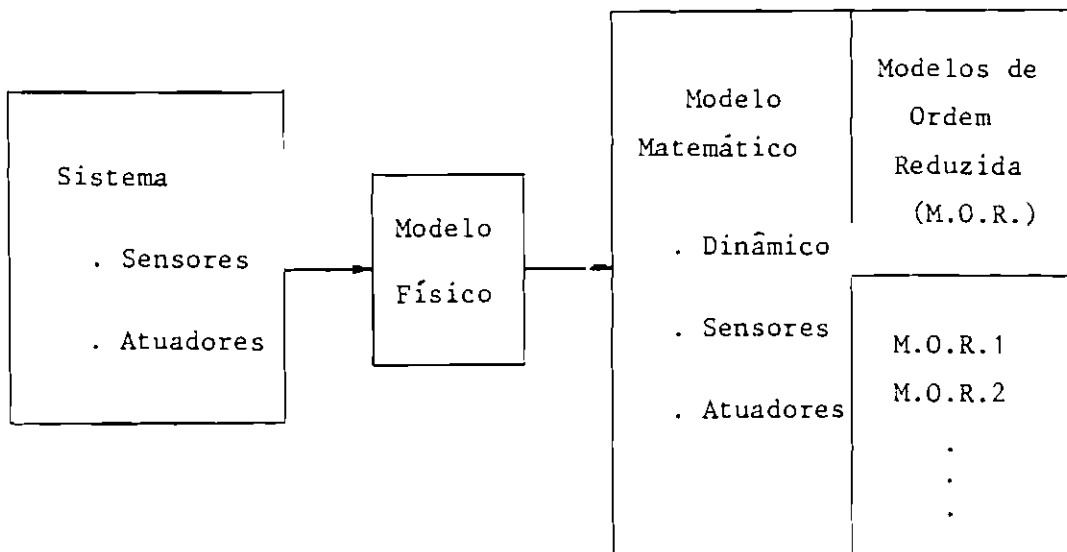 Sistema
. Sensores
. Atuadores
Modelo
Físico
Modelo
Matemático
. Dinâmico
. Sensores
. Atuadores
Modelos de
Ordem
Reduzida
(M.O.R.)
M.O.R.1
M.O.R.2
.
.
.